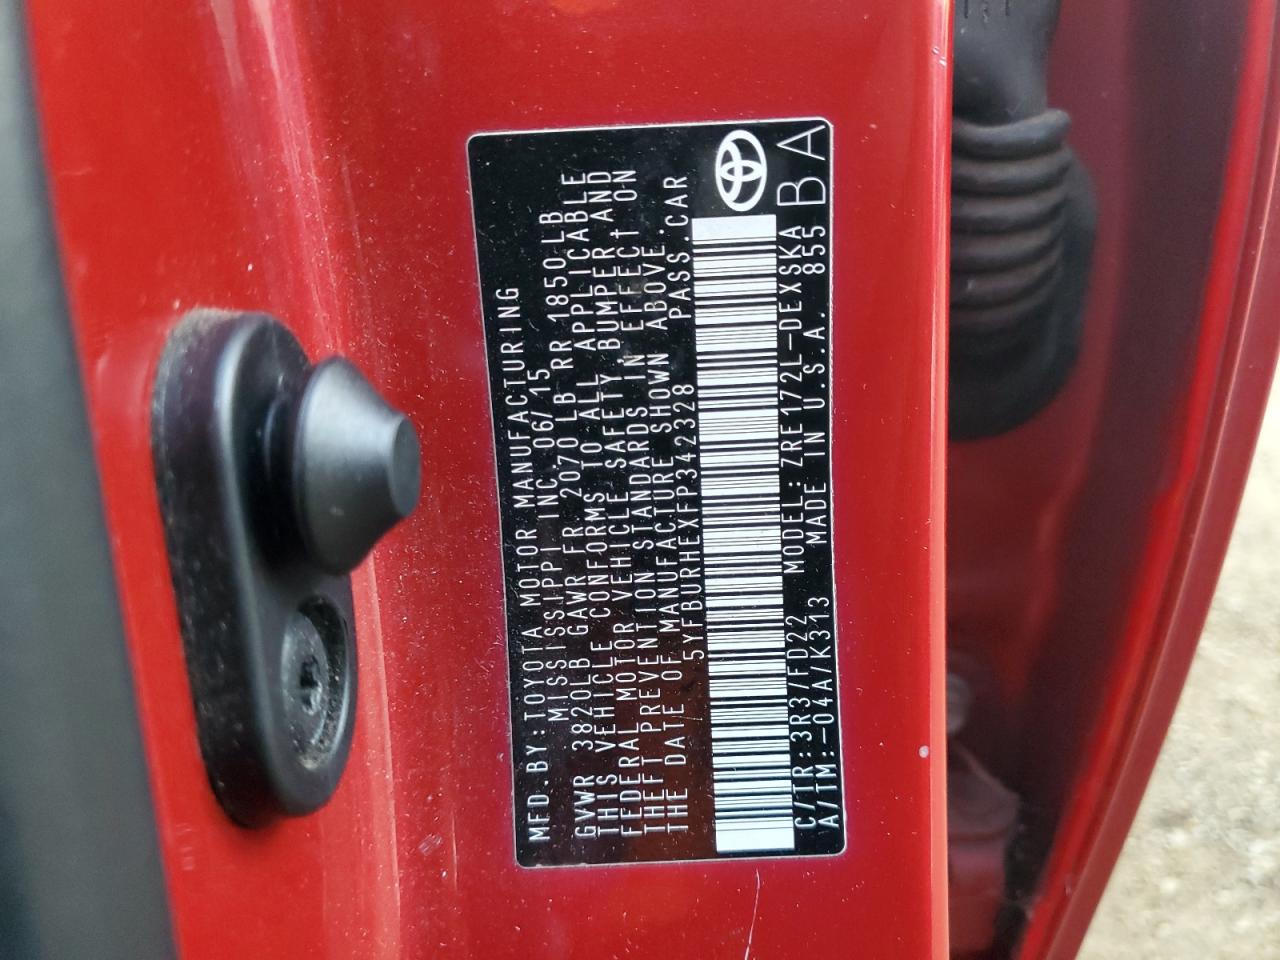 MFD.BY:TOYOTA MOTOR MANUFACTURING
MISSISSIPPI INC. 06/15
GVWR 3820LB GAWR FR 2070 LB RR 1850 LB
THIS VEHICLE CONFORMS TO ALL APPLICABLE
FEDERAL MOTOR VEHICLE SAFETY, BUMPER, AND
THEFT PREVENTION STANDARDS IN EFFECT ON
THE DATE OF MANUFACTURE SHOWN ABOVE.
5YFBURHEXFP342328 PASS.CAR
C/TR:3R3/FD22 MODEL:ZRE172L-DEXSKA
A/TM:-04A/K313 MADE IN U.S.A. 855
BA